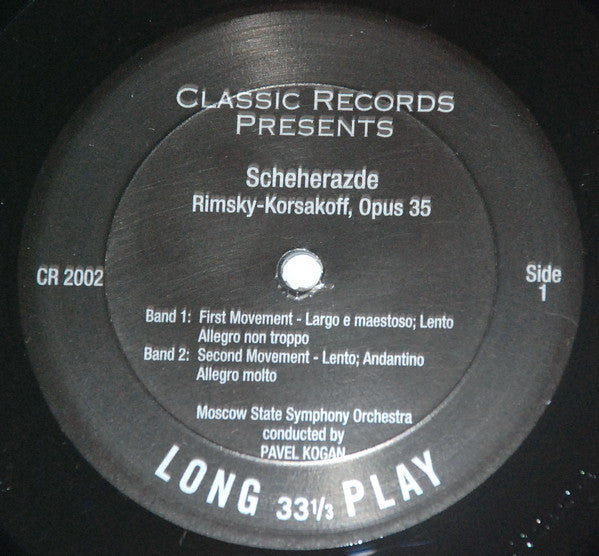 CLASSIC RECORDS
PRESENTS
Scheherazde
Rimsky-Korsakoff, Opus 35
CR 2002
Side
1
Band 1: First Movement - Largo e maestoso; Lento
Allegro non troppo
Band 2: Second Movement - Lento; Andantino
Allegro molto
Moscow State Symphony Orchestra
conducted by
PAVEL KOGAN
LONG 33 1/3 PLAY